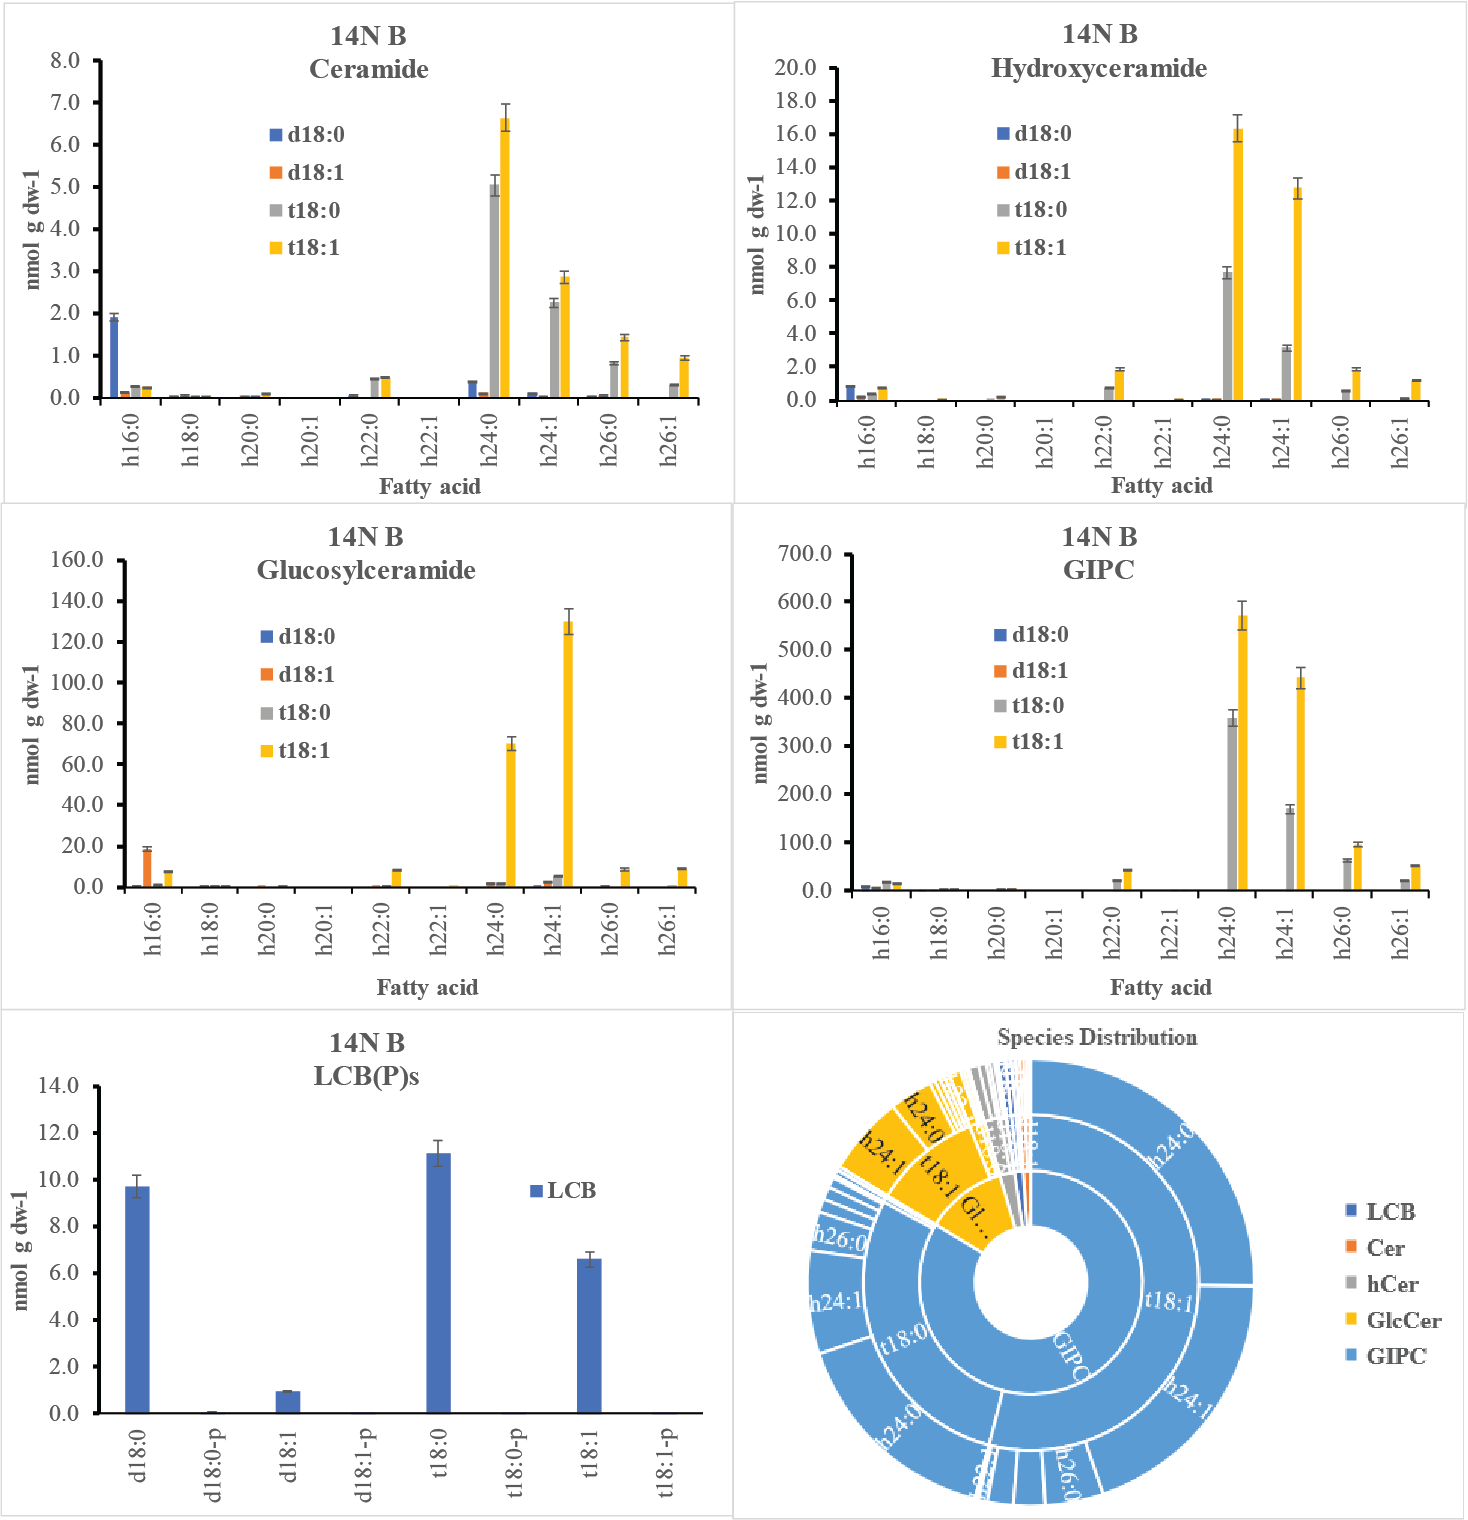 14N B
Ceramide
8.0
7.0
6.0
5.0
4.0
3.0
2.0
1.0
0.0
nmol g dw-1
d18:0
d18:1
t18:0
t18:1
h16:0
h18:0
h20:0
h20:1
h22:0
h22:1
h24:0
h24:1
h26:0
h26:1
Fatty acid
14N B
Hydroxyceramide
20.0
18.0
16.0
14.0
12.0
10.0
8.0
6.0
4.0
2.0
0.0
nmol g dw-1
d18:0
d18:1
t18:0
t18:1
h16:0
h18:0
h20:0
h20:1
h22:0
h22:1
h24:0
h24:1
h26:0
h26:1
Fatty acid
14N B
Glucosylceramide
160.0
140.0
120.0
100.0
80.0
60.0
40.0
20.0
0.0
nmol g dw-1
d18:0
d18:1
t18:0
t18:1
h16:0
h18:0
h20:0
h20:1
h22:0
h22:1
h24:0
h24:1
h26:0
h26:1
Fatty acid
14N B
GIPC
700.0
600.0
500.0
400.0
300.0
200.0
100.0
0.0
nmol g dw-1
d18:0
d18:1
t18:0
t18:1
h16:0
h18:0
h20:0
h20:1
h22:0
h22:1
h24:0
h24:1
h26:0
h26:1
Fatty acid
14N B
LCB(P)s
14.0
12.0
10.0
8.0
6.0
4.0
2.0
0.0
nmol g dw-1
LCB
d18:0
d18:0-p
d18:1
d18:1-p
t18:0
t18:0-p
t18:1
t18:1-p
Species Distribution
h24:0
h24:1
h26:0
t18:1
GIPC
t18:0
h24:0
h24:1
h26:0
Gl...
t18:1
h24:1
h24:0
LCB
Cer
hCer
GlcCer
GIPC